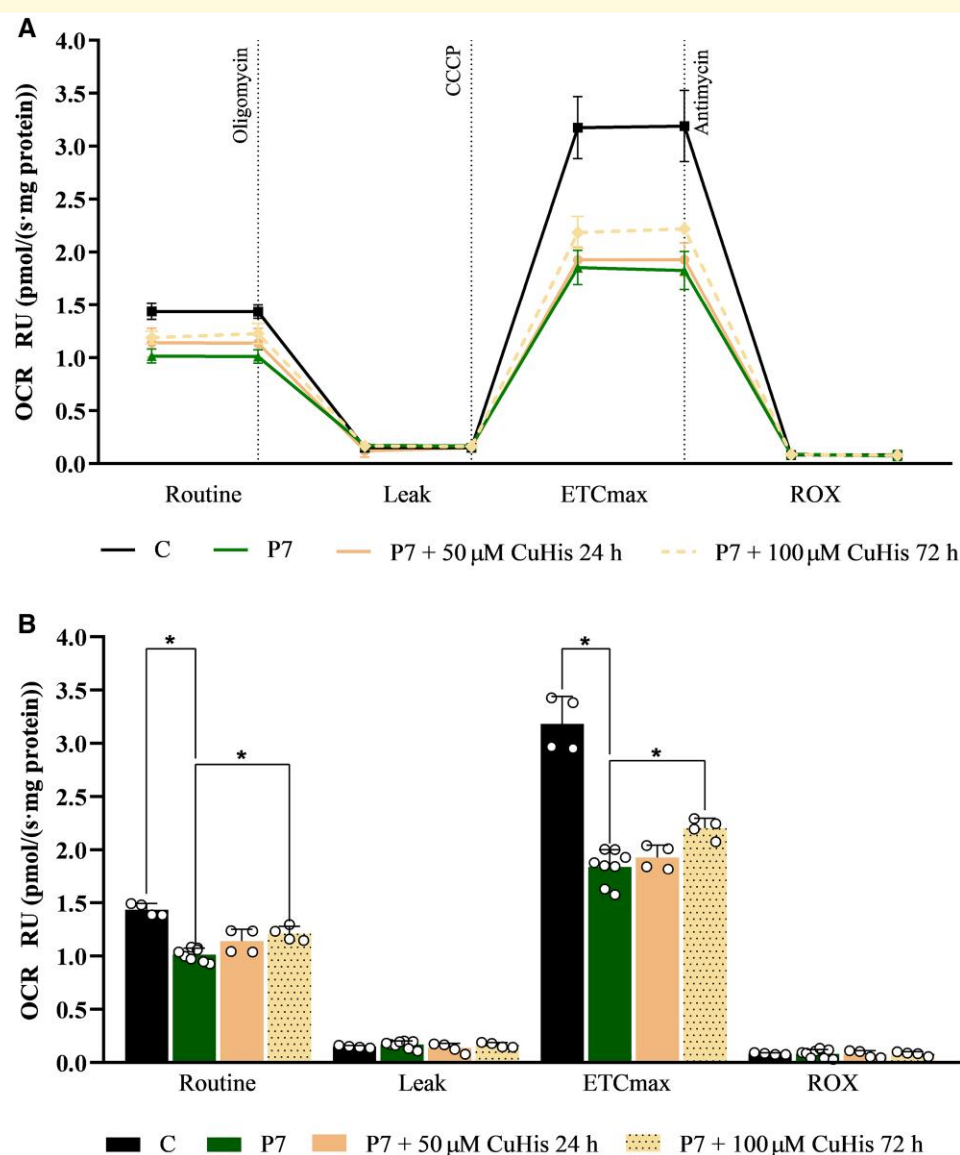 A
OCR RU (pmol/(s·mg protein))
4.0
3.5
3.0
2.5
2.0
1.5
1.0
0.5
0.0
Oligomycin
CCCP
Antimycin
Routine Leak ETCmax ROX
C P7 P7 + 50 μM CuHis 24 h P7 + 100 μM CuHis 72 h
B
OCR RU (pmol/(s·mg protein))
4.0
3.5
3.0
2.5
2.0
1.5
1.0
0.5
0.0
* * * *
Routine Leak ETCmax ROX
C P7 P7 + 50 μM CuHis 24 h P7 + 100 μM CuHis 72 h